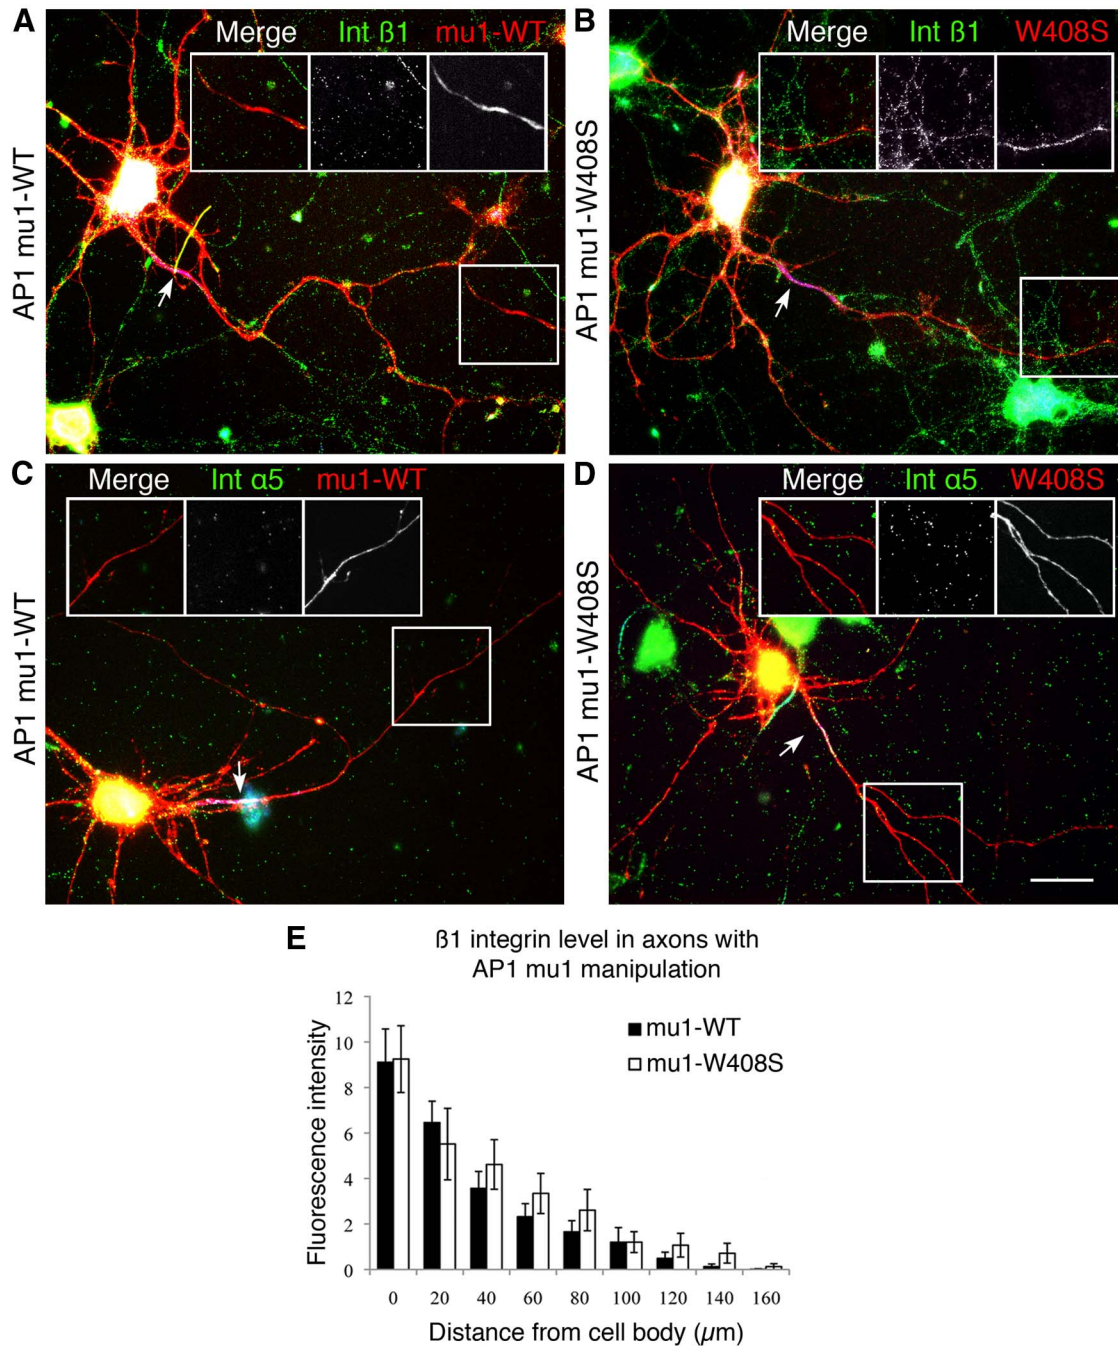 A
Merge Int ß1 mu1-WT
AP1 mu1-WT
B
Merge Int ß1 W408S
AP1 mu1-W408S
C
Merge Int α5 mu1-WT
AP1 mu1-WT
D
Merge Int α5 W408S
AP1 mu1-W408S
E
ß1 integrin level in axons with
AP1 mu1 manipulation
mu1-WT
mu1-W408S
Fluorescence intensity
12
10
8
6
4
2
0
0 20 40 60 80 100 120 140 160
Distance from cell body (µm)